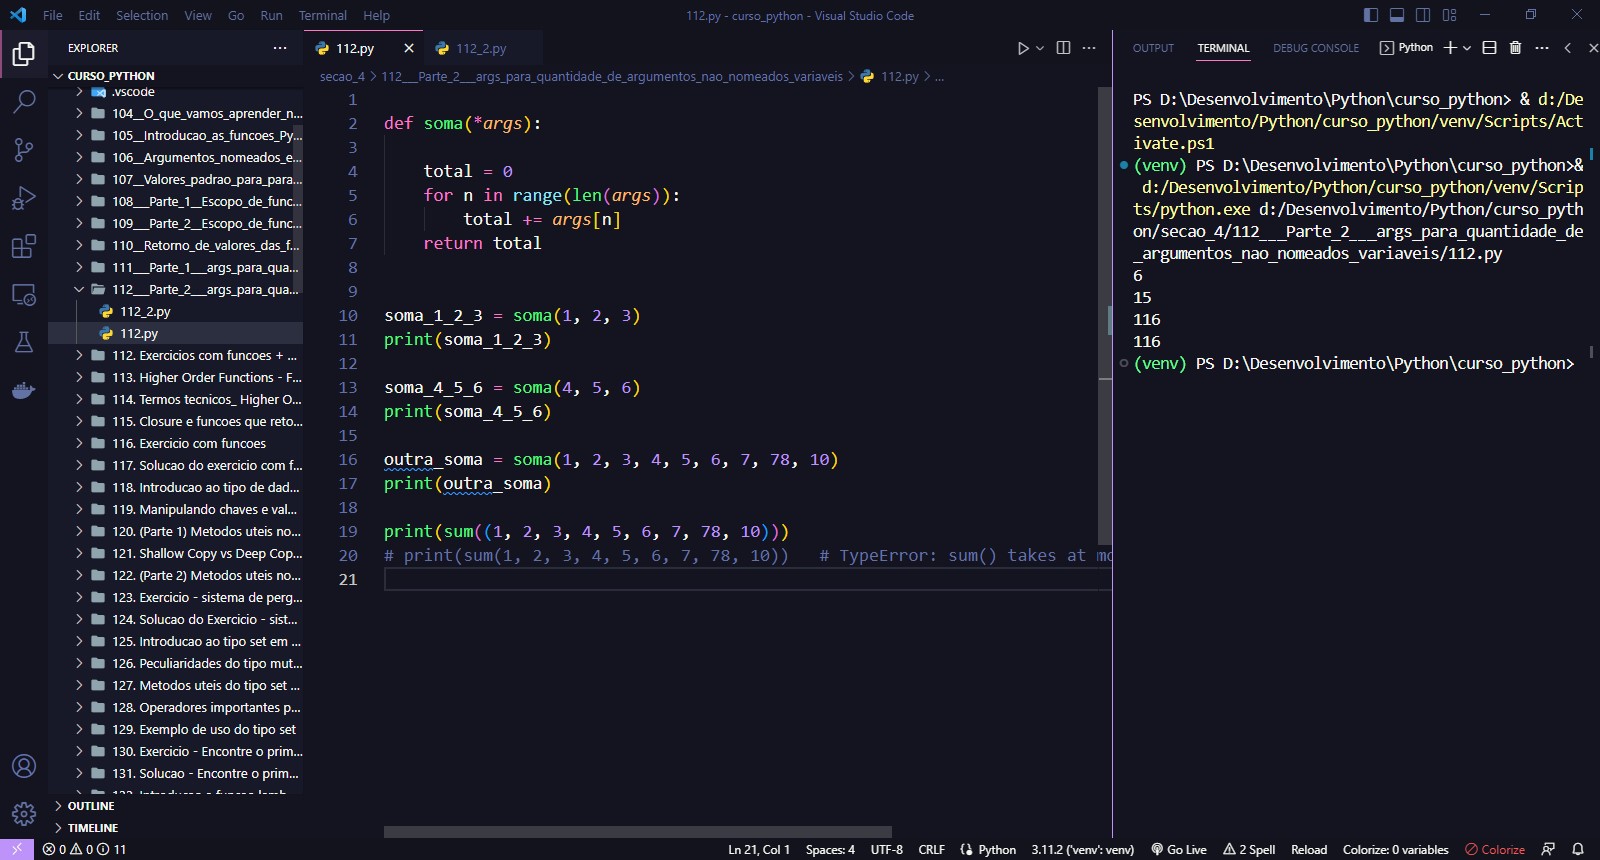 File Edit Selection View Go Run Terminal Help
112.py - curso_python - Visual Studio Code
EXPLORER
CURSO_PYTHON
.vscode
104__O_que_vamos_aprender_n...
105__Introducao_as_funcoes_Py...
106__Argumentos_nomeados_e...
107__Valores_padrao_para_para...
108__Parte_1__Escopo_de_func...
109__Parte_2__Escopo_de_func...
110__Retorno_de_valores_das_f...
111___Parte_1___args_para_qua...
112___Parte_2___args_para_qua...
112_2.py
112.py
112. Exercicios com funcoes + ...
113. Higher Order Functions - F...
114. Termos tecnicos_ Higher O...
115. Closure e funcoes que reto...
116. Exercicio com funcoes
117. Solucao do exercicio com f...
118. Introducao ao tipo de dad...
119. Manipulando chaves e val...
120. (Parte 1) Metodos uteis no...
121. Shallow Copy vs Deep Cop...
122. (Parte 2) Metodos uteis no...
123. Exercicio - sistema de perg...
124. Solucao do Exercicio - sist...
125. Introducao ao tipo set em ...
126. Peculiaridades do tipo mut...
127. Metodos uteis do tipo set ...
128. Operadores importantes p...
129. Exemplo de uso do tipo set
130. Exercicio - Encontre o prim...
131. Solucao - Encontre o prim...
OUTLINE
TIMELINE
112.py 112_2.py
secao_4 > 112___Parte_2___args_para_quantidade_de_argumentos_nao_nomeados_variaveis > 112.py > ...
1
2 def soma(*args):
3
4 total = 0
5 for n in range(len(args)):
6 total += args[n]
7 return total
8
9
10 soma_1_2_3 = soma(1, 2, 3)
11 print(soma_1_2_3)
12
13 soma_4_5_6 = soma(4, 5, 6)
14 print(soma_4_5_6)
15
16 outra_soma = soma(1, 2, 3, 4, 5, 6, 7, 78, 10)
17 print(outra_soma)
18
19 print(sum((1, 2, 3, 4, 5, 6, 7, 78, 10)))
20 # print(sum(1, 2, 3, 4, 5, 6, 7, 78, 10)) # TypeError: sum() takes at mo
21
OUTPUT TERMINAL DEBUG CONSOLE Python
PS D:\Desenvolvimento\Python\curso_python> & d:/De
senvolvimento/Python/curso_python/venv/Scripts/Act
ivate.ps1
(venv) PS D:\Desenvolvimento\Python\curso_python>&
d:/Desenvolvimento/Python/curso_python/venv/Scrip
ts/python.exe d:/Desenvolvimento/Python/curso_pyth
on/secao_4/112___Parte_2___args_para_quantidade_de
_argumentos_nao_nomeados_variaveis/112.py
6
15
116
116
(venv) PS D:\Desenvolvimento\Python\curso_python>
0 0 11
Ln 21, Col 1 Spaces: 4 UTF-8 CRLF Python 3.11.2 ('venv': venv) Go Live 2 Spell Reload Colorize: 0 variables Colorize